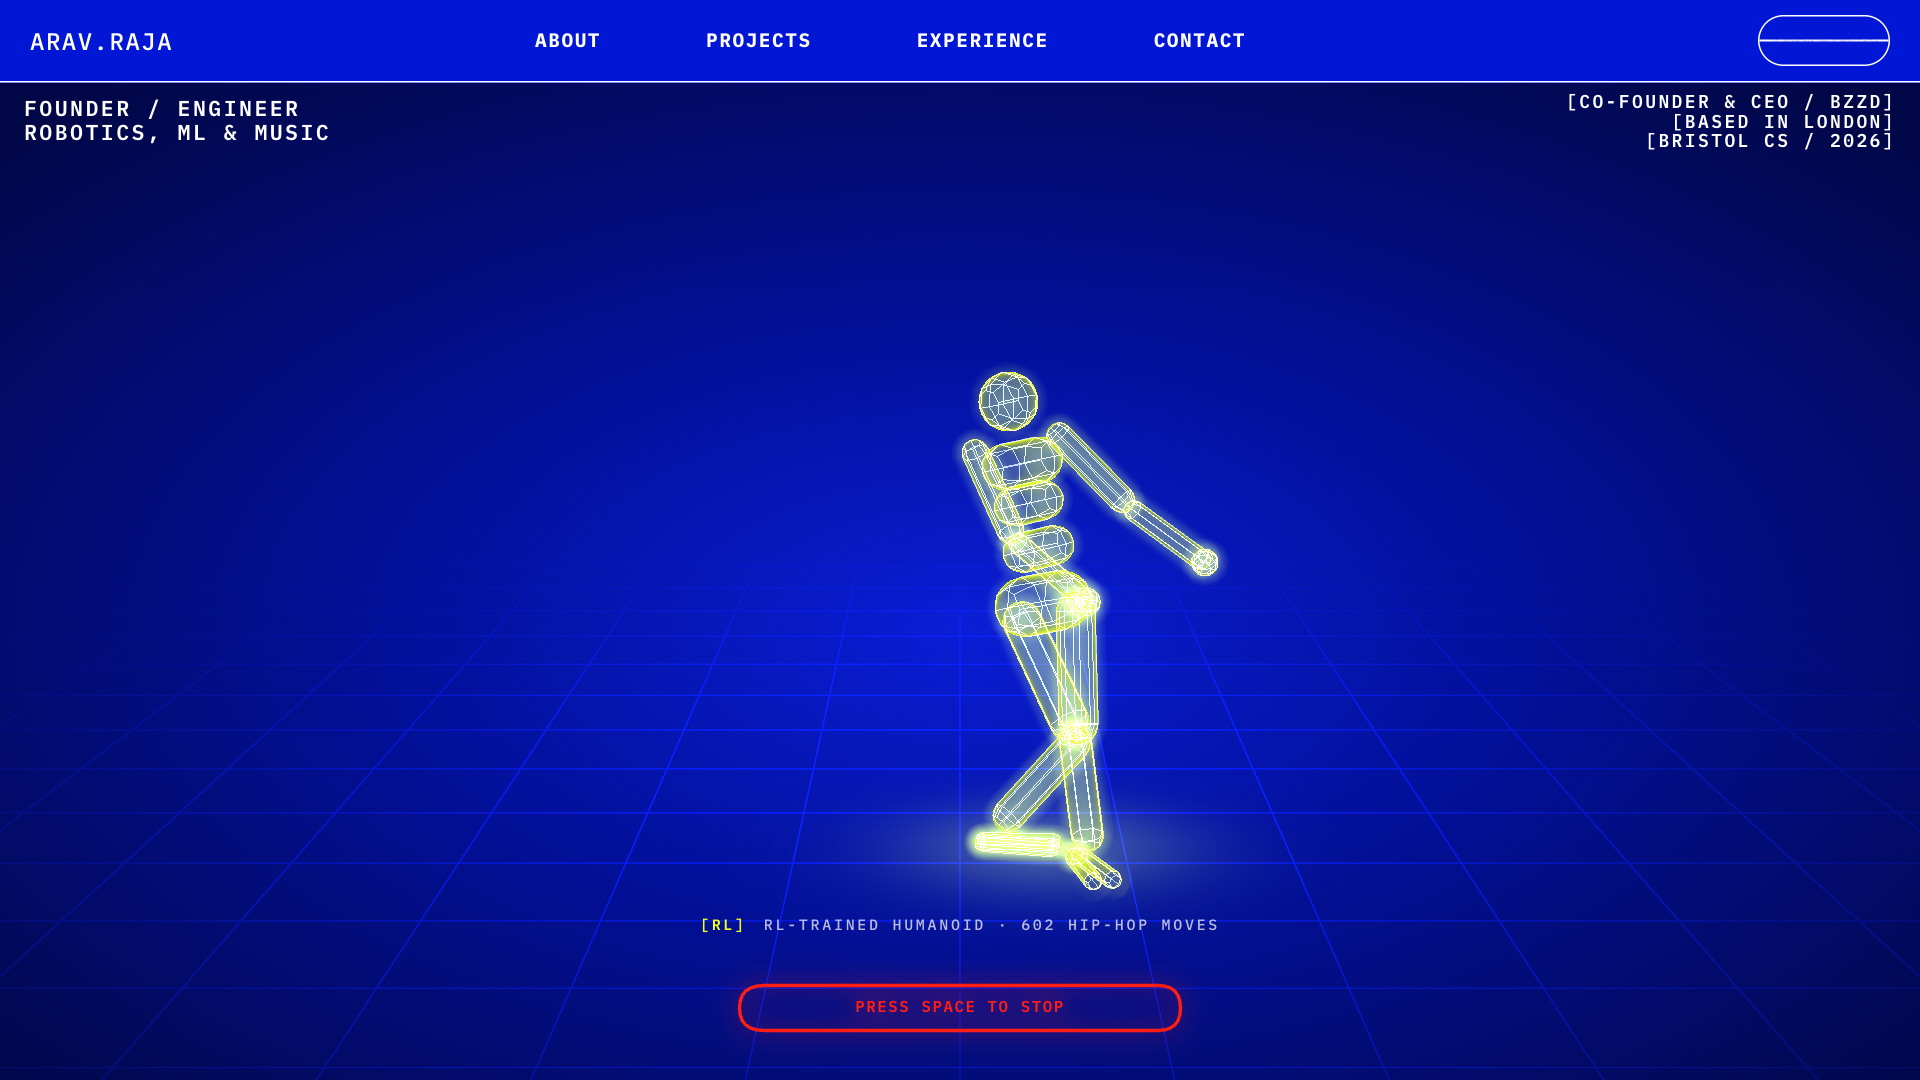 ARAV.RAJA
ABOUT
PROJECTS
EXPERIENCE
CONTACT
FOUNDER / ENGINEER
ROBOTICS, ML & MUSIC
[CO-FOUNDER & CEO / BZZD]
[BASED IN LONDON]
[BRISTOL CS / 2026]
[RL] RL-TRAINED HUMANOID · 602 HIP-HOP MOVES
PRESS SPACE TO STOP